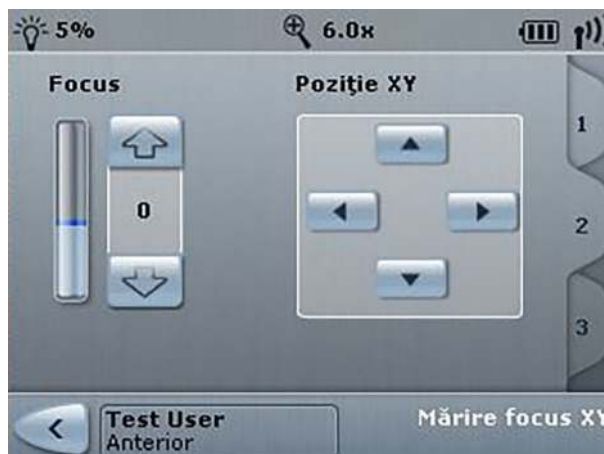 5%
6.0x
Focus
Poziţie XY
1
0
2
3
Test User
Anterior
Mărire focus XY